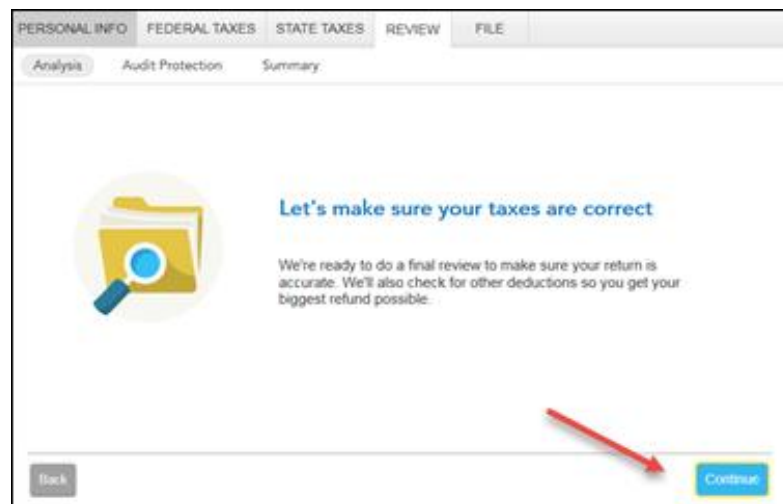 PERSONAL INFO FEDERAL TAXES STATE TAXES REVIEW FILE
Analysis Audit Protection Summary
Let's make sure your taxes are correct
We're ready to do a final review to make sure your return is
accurate. We'll also check for other deductions so you get your
biggest refund possible.
Back Continue